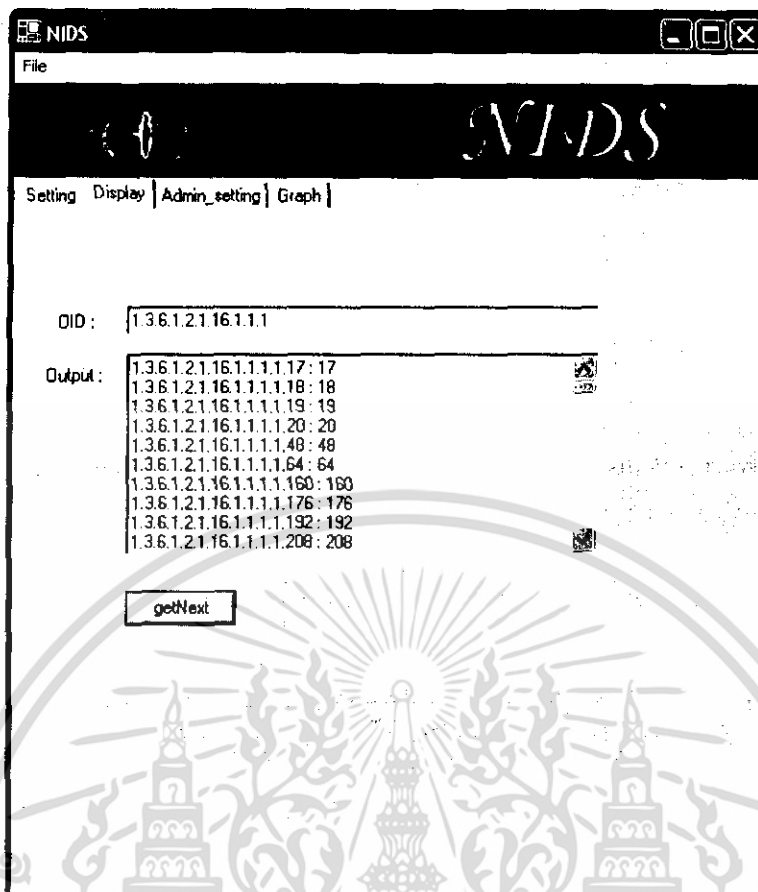 NIDS
File
NIDS
Setting Display Admin_setting Graph
OID : 1.3.6.1.2.1.16.1.1.1
Output : 1.3.6.1.2.1.16.1.1.1.1.17 : 17
1.3.6.1.2.1.16.1.1.1.1.18 : 18
1.3.6.1.2.1.16.1.1.1.1.19 : 19
1.3.6.1.2.1.16.1.1.1.1.20 : 20
1.3.6.1.2.1.16.1.1.1.1.48 : 48
1.3.6.1.2.1.16.1.1.1.1.64 : 64
1.3.6.1.2.1.16.1.1.1.1.160 : 160
1.3.6.1.2.1.16.1.1.1.1.176 : 176
1.3.6.1.2.1.16.1.1.1.1.192 : 192
1.3.6.1.2.1.16.1.1.1.1.208 : 208
getNext